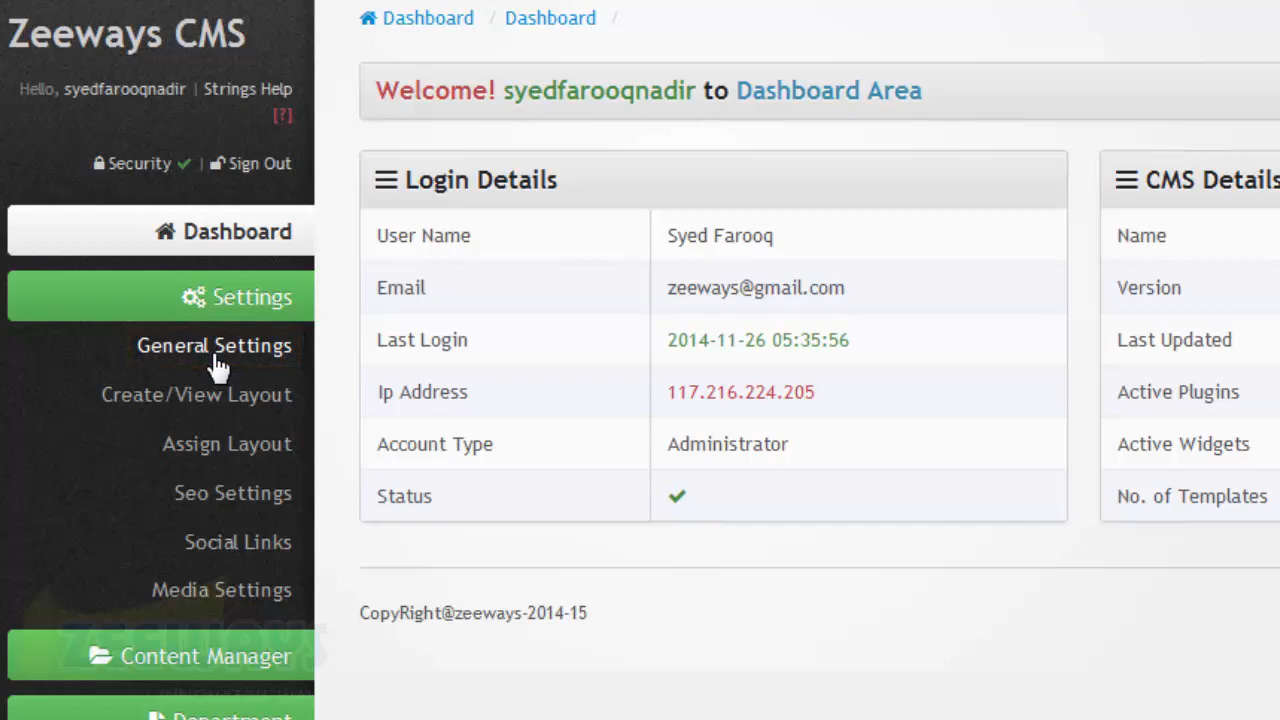 Zeeways CMS
Hello, syedfarooqnadir | Strings Help
[?]
Security | Sign Out
Dashboard
Settings
General Settings
Create/View Layout
Assign Layout
Seo Settings
Social Links
Media Settings
Content Manager
Department
Dashboard / Dashboard /
Welcome! syedfarooqnadir to Dashboard Area
Login Details
User Name Syed Farooq
Email zeeways@gmail.com
Last Login 2014-11-26 05:35:56
Ip Address 117.216.224.205
Account Type Administrator
Status
CMS Details
Name
Version
Last Updated
Active Plugins
Active Widgets
No. of Templates
CopyRight@zeeways-2014-15
ZEEWAYS